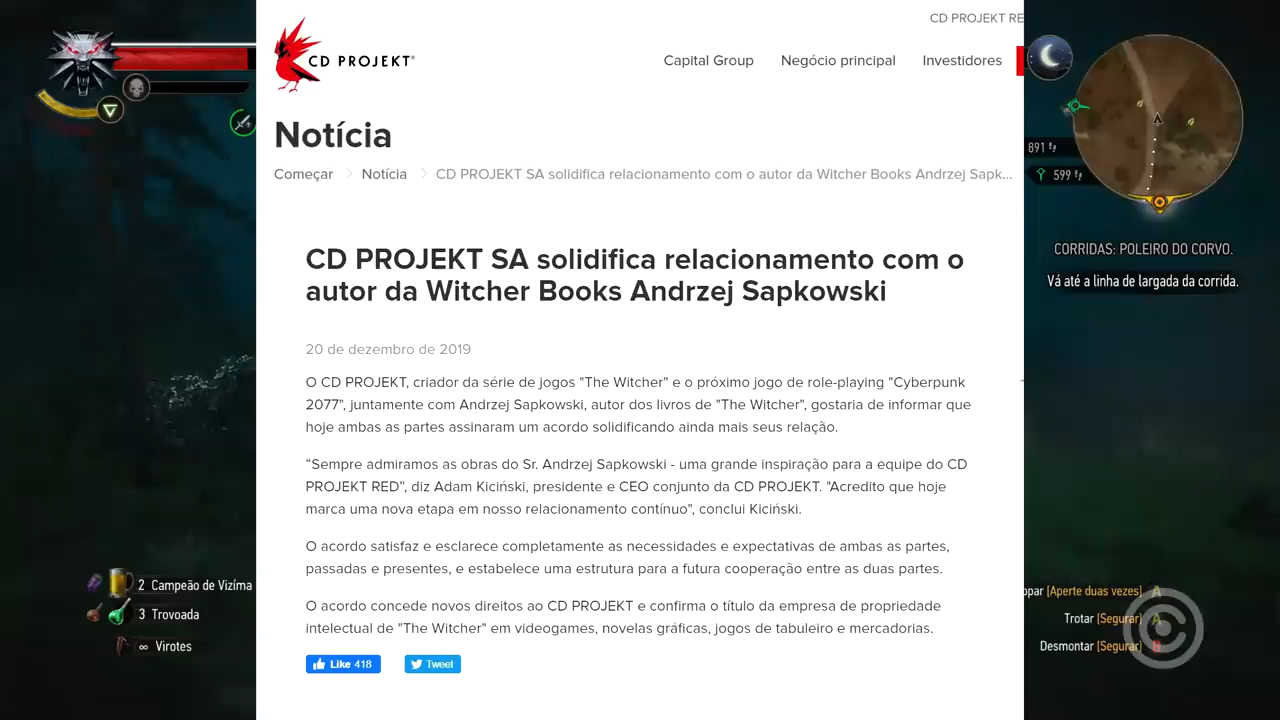 CD PROJEKT RE
CD PROJEKT®
Capital Group Negócio principal Investidores
Notícia
Começar Notícia CD PROJEKT SA solidifica relacionamento com o autor da Witcher Books Andrzej Sapk...
891
599
CORRIDAS: POLEIRO DO CORVO.
Vá até a linha de largada da corrida.
CD PROJEKT SA solidifica relacionamento com o
autor da Witcher Books Andrzej Sapkowski
20 de dezembro de 2019
O CD PROJEKT, criador da série de jogos "The Witcher" e o próximo jogo de role-playing "Cyberpunk
2077", juntamente com Andrzej Sapkowski, autor dos livros de "The Witcher", gostaria de informar que
hoje ambas as partes assinaram um acordo solidificando ainda mais seus relação.
“Sempre admiramos as obras do Sr. Andrzej Sapkowski - uma grande inspiração para a equipe do CD
PROJEKT RED”, diz Adam Kiciński, presidente e CEO conjunto da CD PROJEKT. "Acredito que hoje
marca uma nova etapa em nosso relacionamento contínuo”, conclui Kiciński.
O acordo satisfaz e esclarece completamente as necessidades e expectativas de ambas as partes,
passadas e presentes, e estabelece uma estrutura para a futura cooperação entre as duas partes.
O acordo concede novos direitos ao CD PROJEKT e confirma o título da empresa de propriedade
intelectual de "The Witcher" em videogames, novelas gráficas, jogos de tabuleiro e mercadorias.
Like 418 Tweet
2 Campeão de Vizíma
3 Trovoada
∞ Virotes
opar [Aperte duas vezes] A
Trotar [Segurar] A
Desmontar [Segurar]